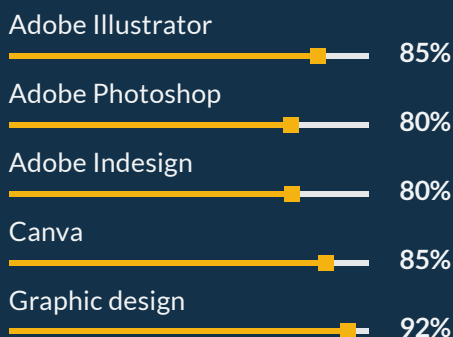 Adobe Illustrator
85%
Adobe Photoshop
80%
Adobe Indesign
80%
Canva
85%
Graphic design
92%